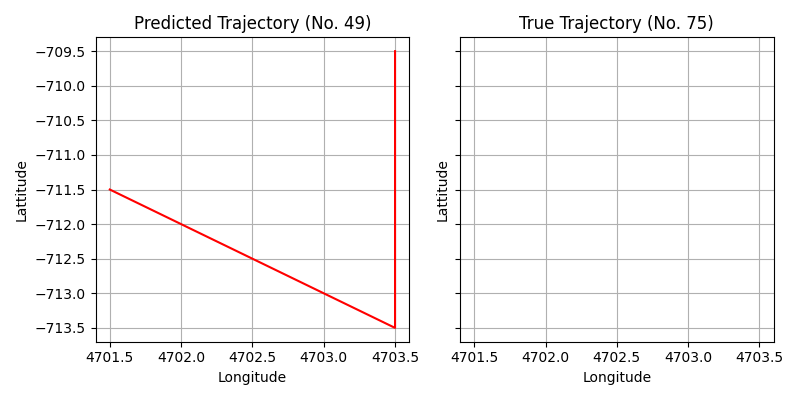 Predicted Trajectory (No. 49)
True Trajectory (No. 75)
−709.5
−710.0
−710.5
−711.0
−711.5
−712.0
−712.5
−713.0
−713.5
Lattitude
Lattitude
4701.5 4702.0 4702.5 4703.0 4703.5
4701.5 4702.0 4702.5 4703.0 4703.5
Longitude
Longitude